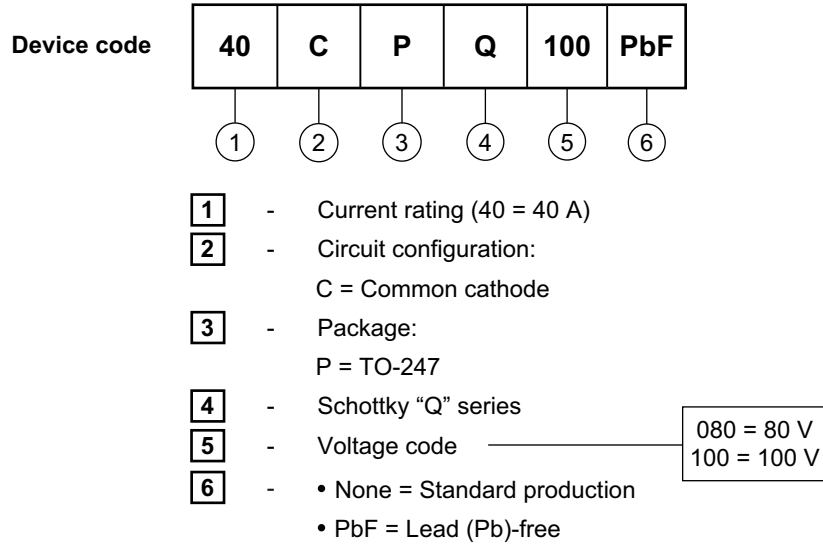 Device code 40 C P Q 100 PbF
1 2 3 4 5 6
1 - Current rating (40 = 40 A)
2 - Circuit configuration:
C = Common cathode
3 - Package:
P = TO-247
4 - Schottky “Q” series
5 - Voltage code
080 = 80 V
100 = 100 V
6 - • None = Standard production
• PbF = Lead (Pb)-free